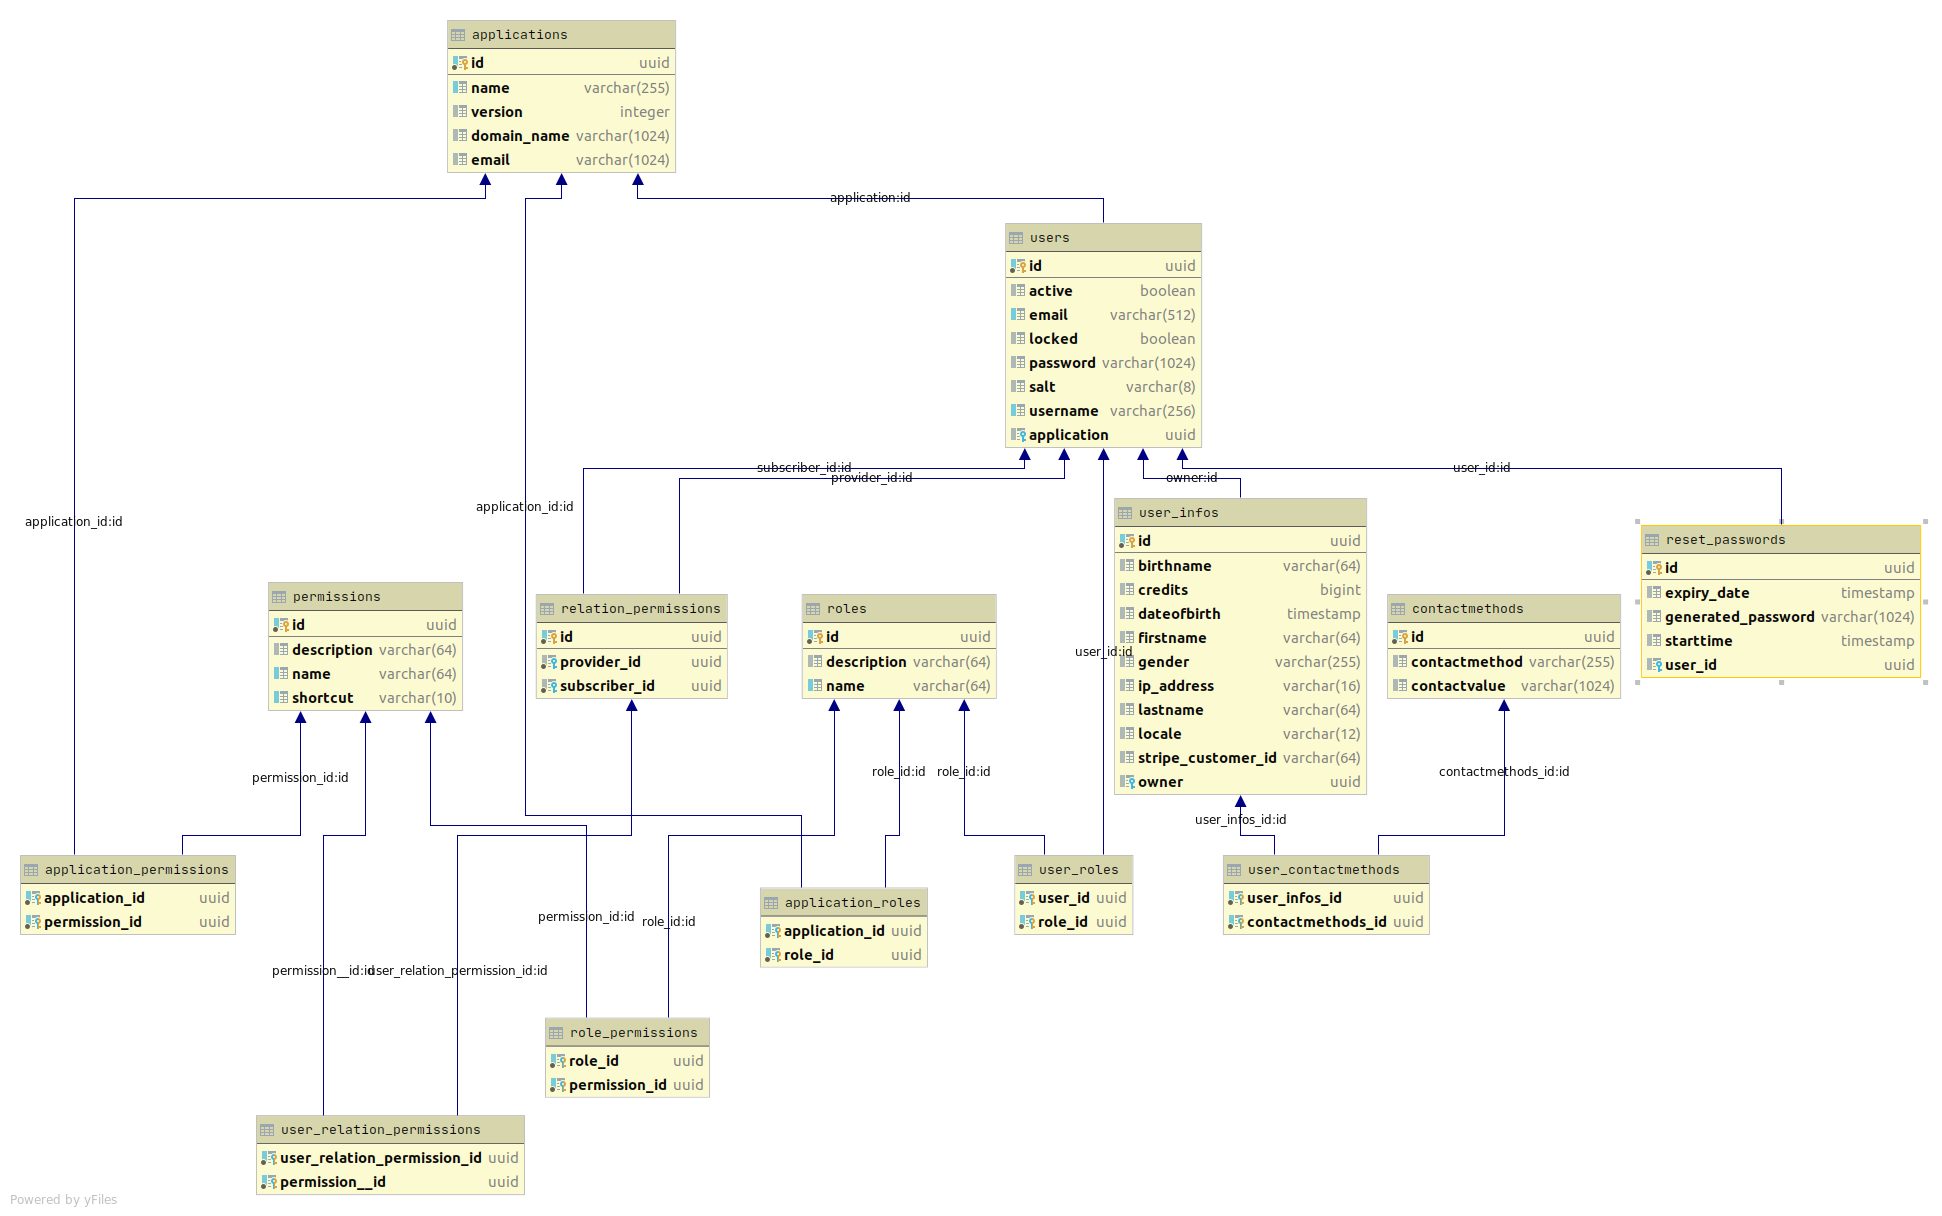 applications
id uuid
name varchar(255)
version integer
domain_name varchar(1024)
email varchar(1024)
application:id
users
id uuid
active boolean
email varchar(512)
locked boolean
password varchar(1024)
salt varchar(8)
username varchar(256)
application uuid
subscriber_id:id
provider_id:id
owner:id
user_id:id
application_id:id
application_id:id
user_infos
id uuid
birthname varchar(64)
credits bigint
dateofbirth timestamp
firstname varchar(64)
gender varchar(255)
ip_address varchar(16)
lastname varchar(64)
locale varchar(12)
stripe_customer_id varchar(64)
owner uuid
reset_passwords
id uuid
expiry_date timestamp
generated_password varchar(1024)
starttime timestamp
user_id uuid
permissions
id uuid
description varchar(64)
name varchar(64)
shortcut varchar(10)
relation_permissions
id uuid
provider_id uuid
subscriber_id uuid
roles
id uuid
description varchar(64)
name varchar(64)
user_id:id
contactmethods
id uuid
contactmethod varchar(255)
contactvalue varchar(1024)
permission_id:id
role_id:id
role_id:id
contactmethods_id:id
user_infos_id:id
application_permissions
application_id uuid
permission_id uuid
application_roles
application_id uuid
role_id uuid
user_roles
user_id uuid
role_id uuid
user_contactmethods
user_infos_id uuid
contactmethods_id uuid
permission_id:id
role_id:id
permission__id:id
user_relation_permission_id:id
role_permissions
role_id uuid
permission_id uuid
user_relation_permissions
user_relation_permission_id uuid
permission__id uuid
Powered by yFiles